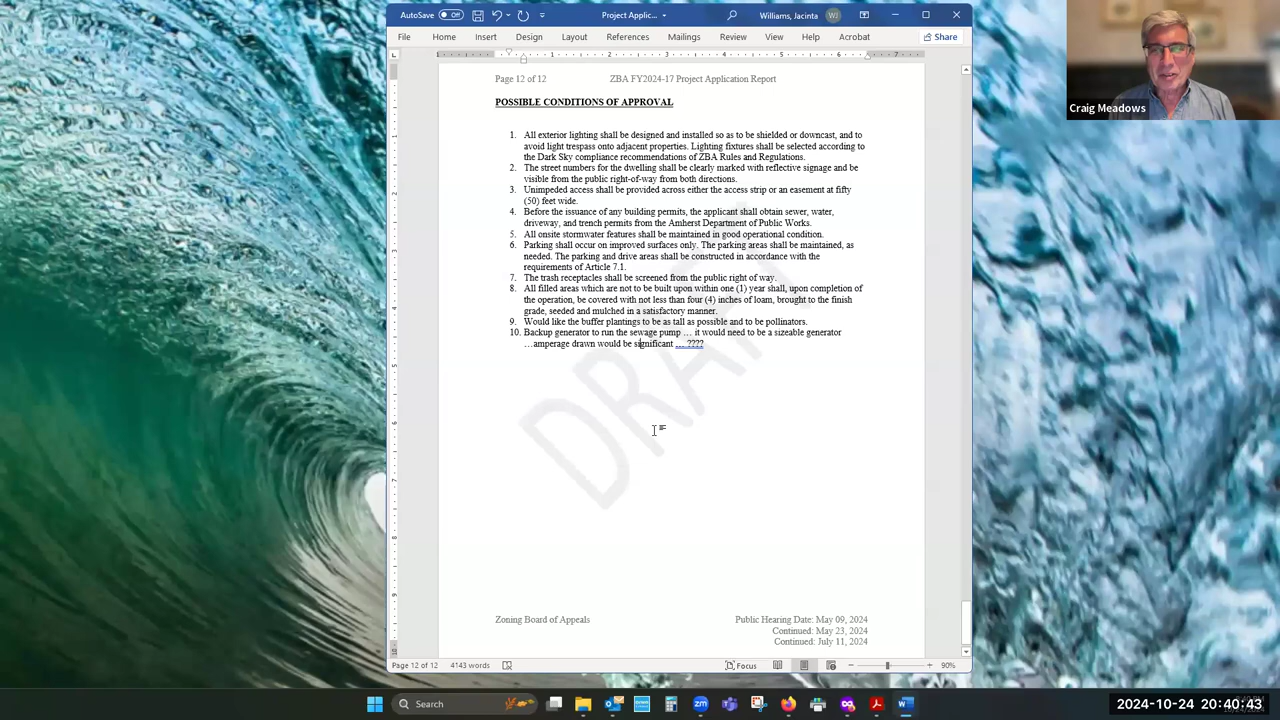 AutoSave Off Project Applic... Williams, Jacinta WJ
File Home Insert Design Layout References Mailings Review View Help Acrobat Share
Page 12 of 12 ZBA FY2024-17 Project Application Report
POSSIBLE CONDITIONS OF APPROVAL
1. All exterior lighting shall be designed and installed so as to be shielded or downcast, and to
avoid light trespass onto adjacent properties. Lighting fixtures shall be selected according to
the Dark Sky compliance recommendations of ZBA Rules and Regulations.
2. The street numbers for the dwelling shall be clearly marked with reflective signage and be
visible from the public right-of-way from both directions.
3. Unimpeded access shall be provided across either the access strip or an easement at fifty
(50) feet wide.
4. Before the issuance of any building permits, the applicant shall obtain sewer, water,
driveway, and trench permits from the Amherst Department of Public Works.
5. All onsite stormwater features shall be maintained in good operational condition.
6. Parking shall occur on improved surfaces only. The parking areas shall be maintained, as
needed. The parking and drive areas shall be constructed in accordance with the
requirements of Article 7.1.
7. The trash receptacles shall be screened from the public right of way.
8. All filled areas which are not to be built upon within one (1) year shall, upon completion of
the operation, be covered with not less than four (4) inches of loam, brought to the finish
grade, seeded and mulched in a satisfactory manner.
9. Would like the buffer plantings to be as tall as possible and to be pollinators.
10. Backup generator to run the sewage pump … it would need to be a sizeable generator
…amperage drawn would be significant … ????
DRAFT
Zoning Board of Appeals Public Hearing Date: May 09, 2024
Continued: May 23, 2024
Continued: July 11, 2024
Page 12 of 12 4143 words Focus 90%
Craig Meadows
Search
2024-10-24 20:40:43